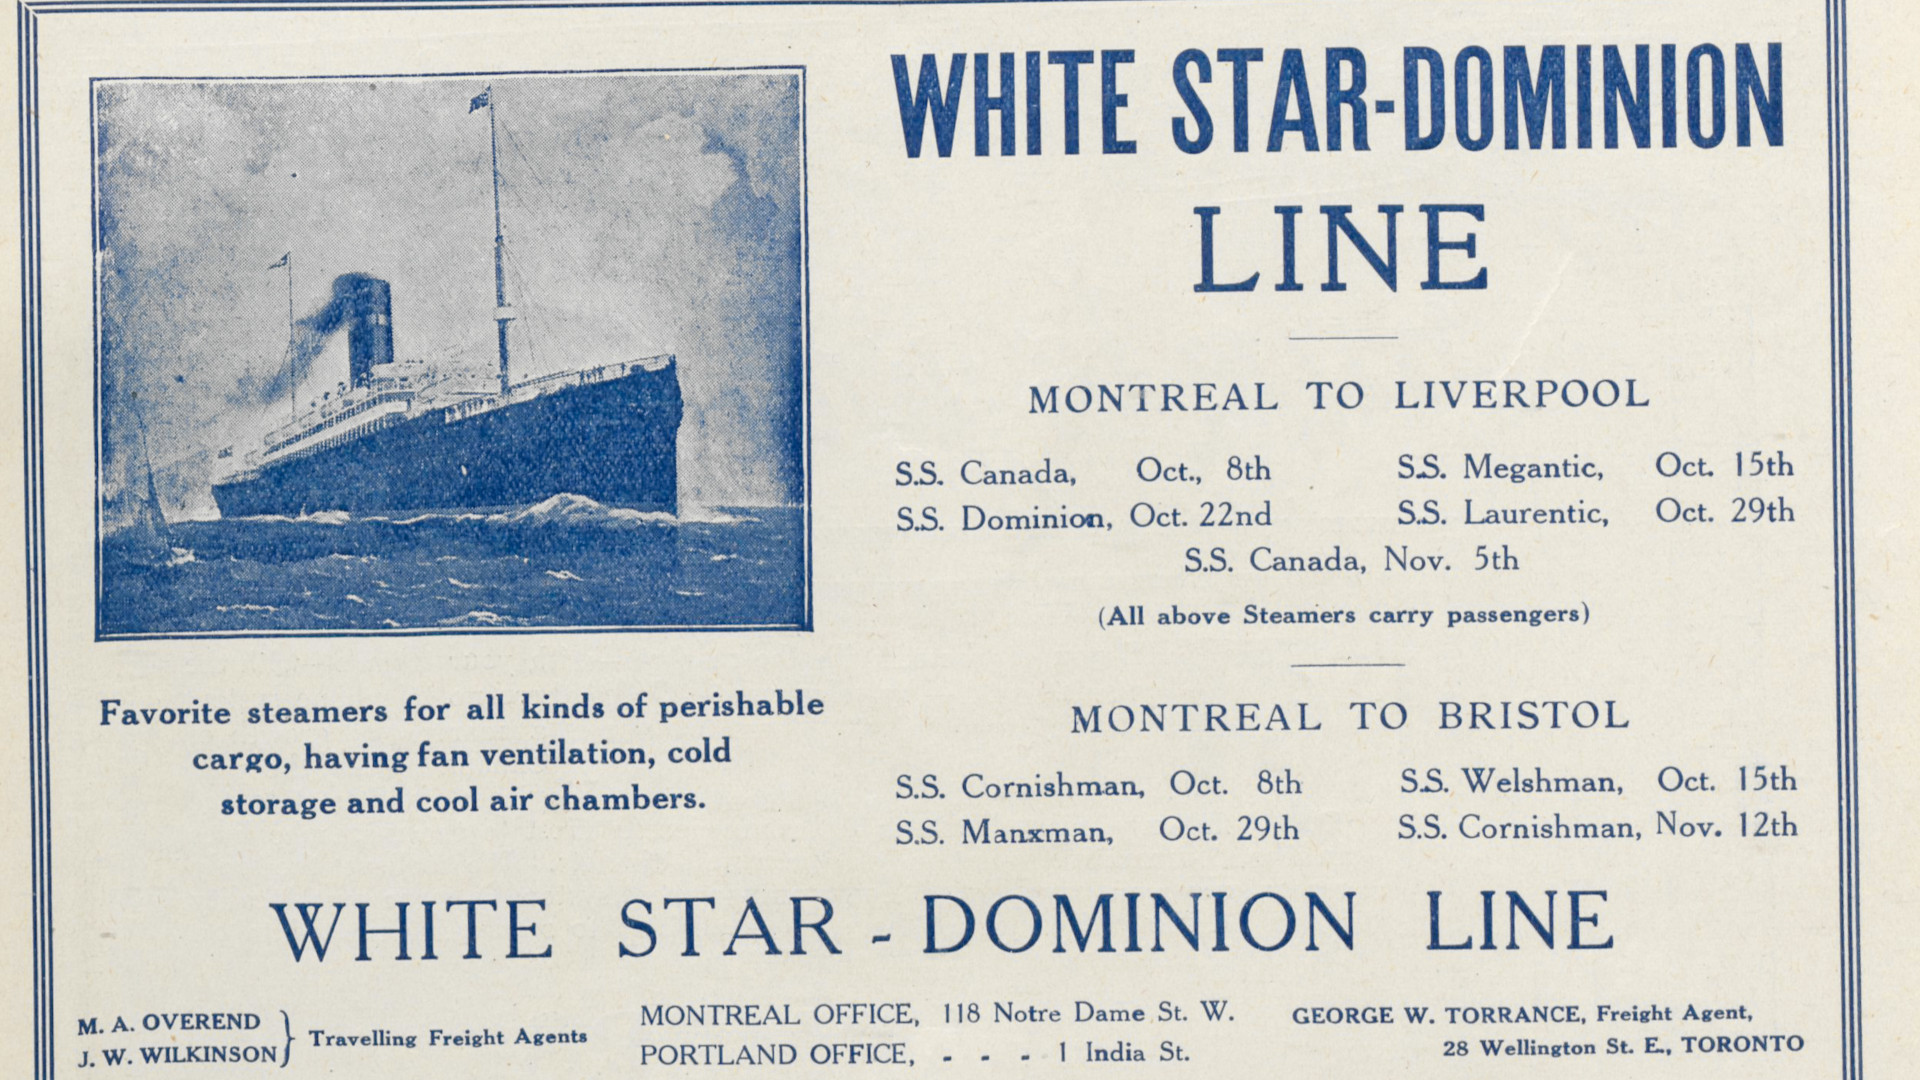 WHITE STAR-DOMINION
LINE
MONTREAL TO LIVERPOOL
S.S. Canada, Oct., 8th S.S. Megantic, Oct. 15th
S.S. Dominion, Oct. 22nd S.S. Laurentic, Oct. 29th
S.S. Canada, Nov. 5th
(All above Steamers carry passengers)
Favorite steamers for all kinds of perishable
cargo, having fan ventilation, cold
storage and cool air chambers.
MONTREAL TO BRISTOL
S.S. Cornishman, Oct. 8th S.S. Welshman, Oct. 15th
S.S. Manxman, Oct. 29th S.S. Cornishman, Nov. 12th
WHITE STAR - DOMINION LINE
M. A. OVEREND
J. W. WILKINSON } Travelling Freight Agents
MONTREAL OFFICE, 118 Notre Dame St. W.
PORTLAND OFFICE, - - - 1 India St.
GEORGE W. TORRANCE, Freight Agent,
28 Wellington St. E., TORONTO